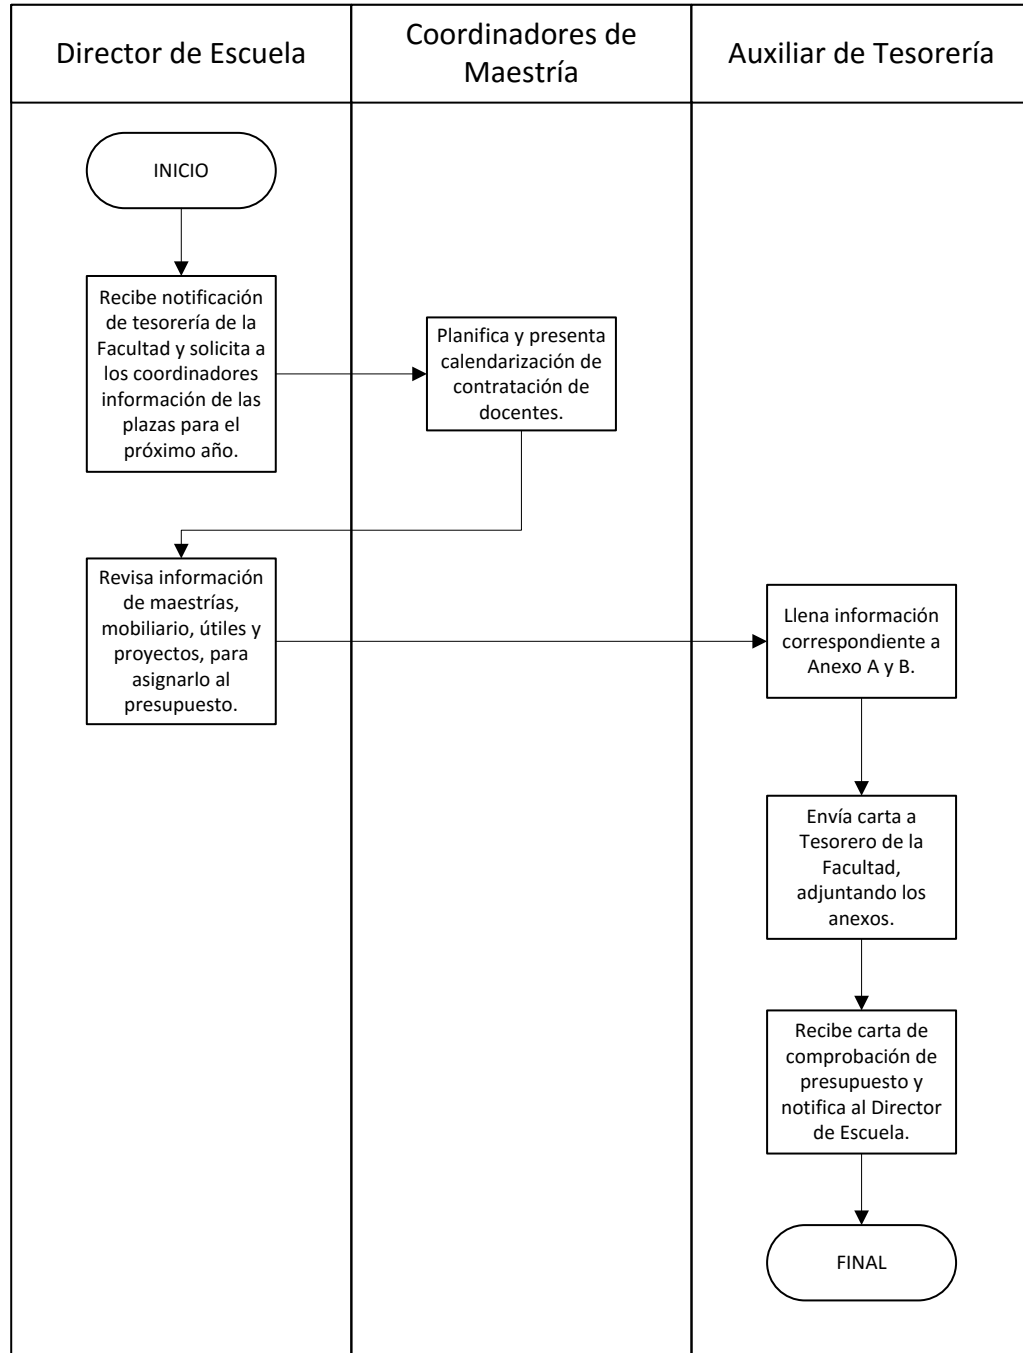 Director de Escuela
Coordinadores de
Maestría
Auxiliar de Tesorería
INICIO
Recibe notificación
de tesorería de la
Facultad y solicita a
los coordinadores
información de las
plazas para el
próximo año.
Planifica y presenta
calendarización de
contratación de
docentes.
Revisa información
de maestrías,
mobiliario, útiles y
proyectos, para
asignarlo al
presupuesto.
Llena información
correspondiente a
Anexo A y B.
Envía carta a
Tesorero de la
Facultad,
adjuntando los
anexos.
Recibe carta de
comprobación de
presupuesto y
notifica al Director
de Escuela.
FINAL